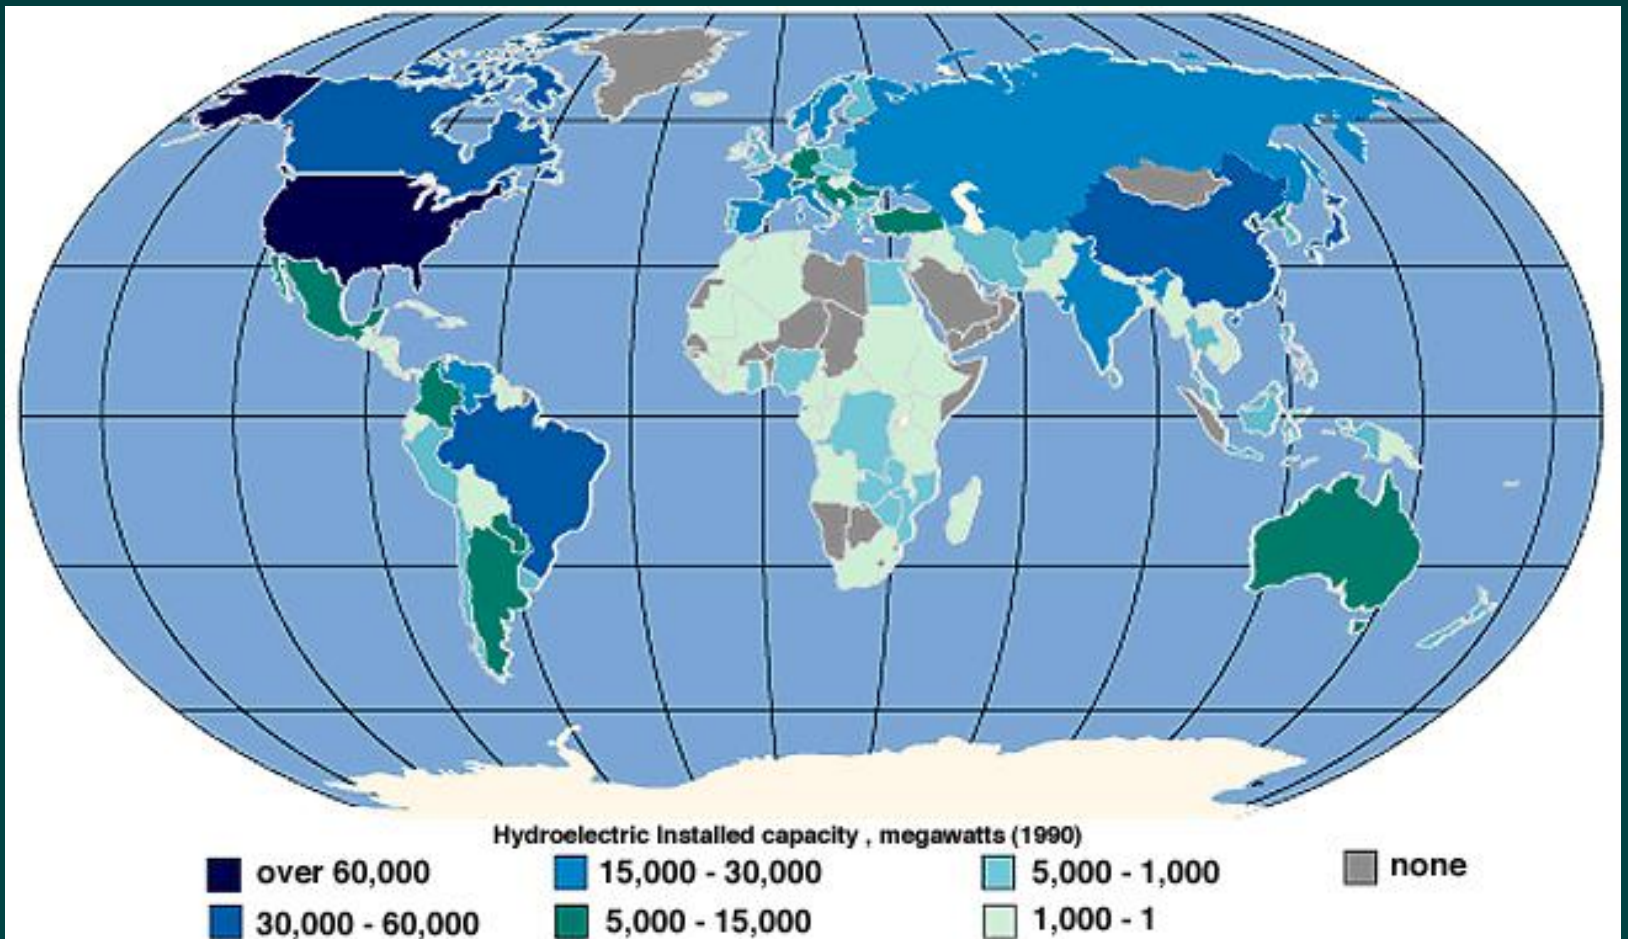 Hydroelectric Installed capacity , megawatts (1990)
over 60,000
15,000 - 30,000
5,000 - 1,000
none
30,000 - 60,000
5,000 - 15,000
1,000 - 1